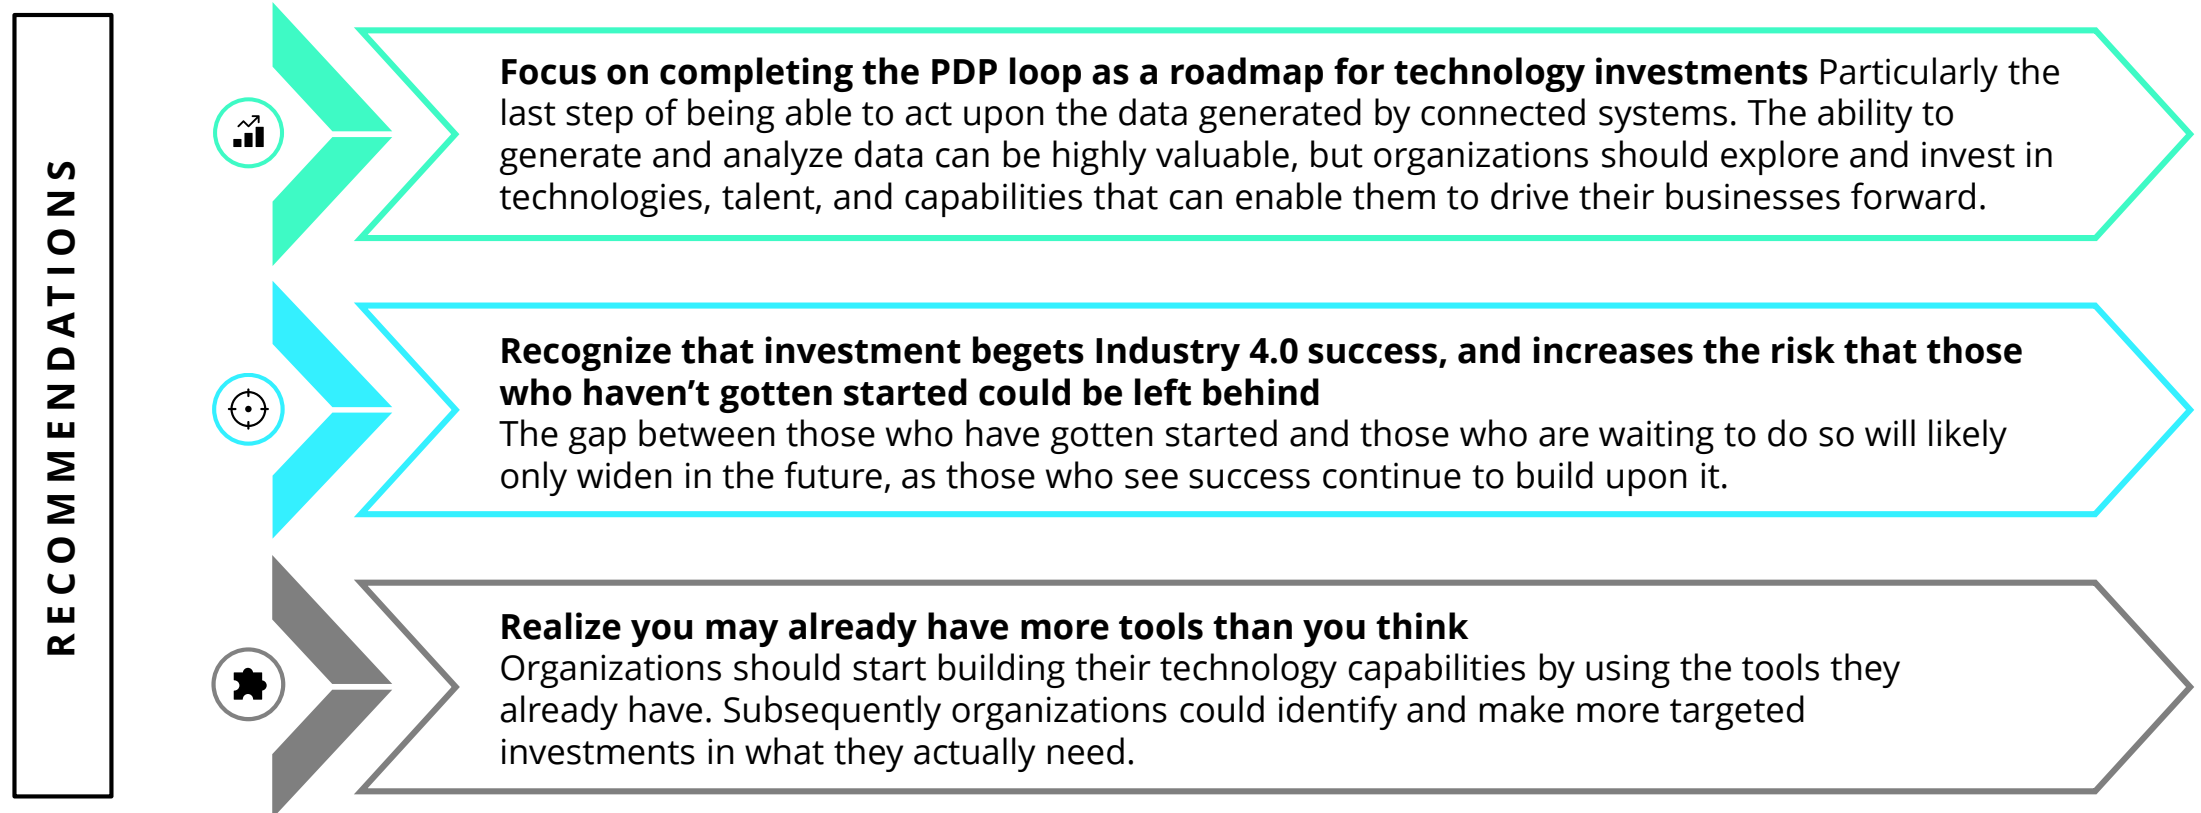 RECOMMENDATIONS
Focus on completing the PDP loop as a roadmap for technology investments Particularly the
last step of being able to act upon the data generated by connected systems. The ability to
generate and analyze data can be highly valuable, but organizations should explore and invest in
technologies, talent, and capabilities that can enable them to drive their businesses forward.
Recognize that investment begets Industry 4.0 success, and increases the risk that those
who haven’t gotten started could be left behind
The gap between those who have gotten started and those who are waiting to do so will likely
only widen in the future, as those who see success continue to build upon it.
Realize you may already have more tools than you think
Organizations should start building their technology capabilities by using the tools they
already have. Subsequently organizations could identify and make more targeted
investments in what they actually need.